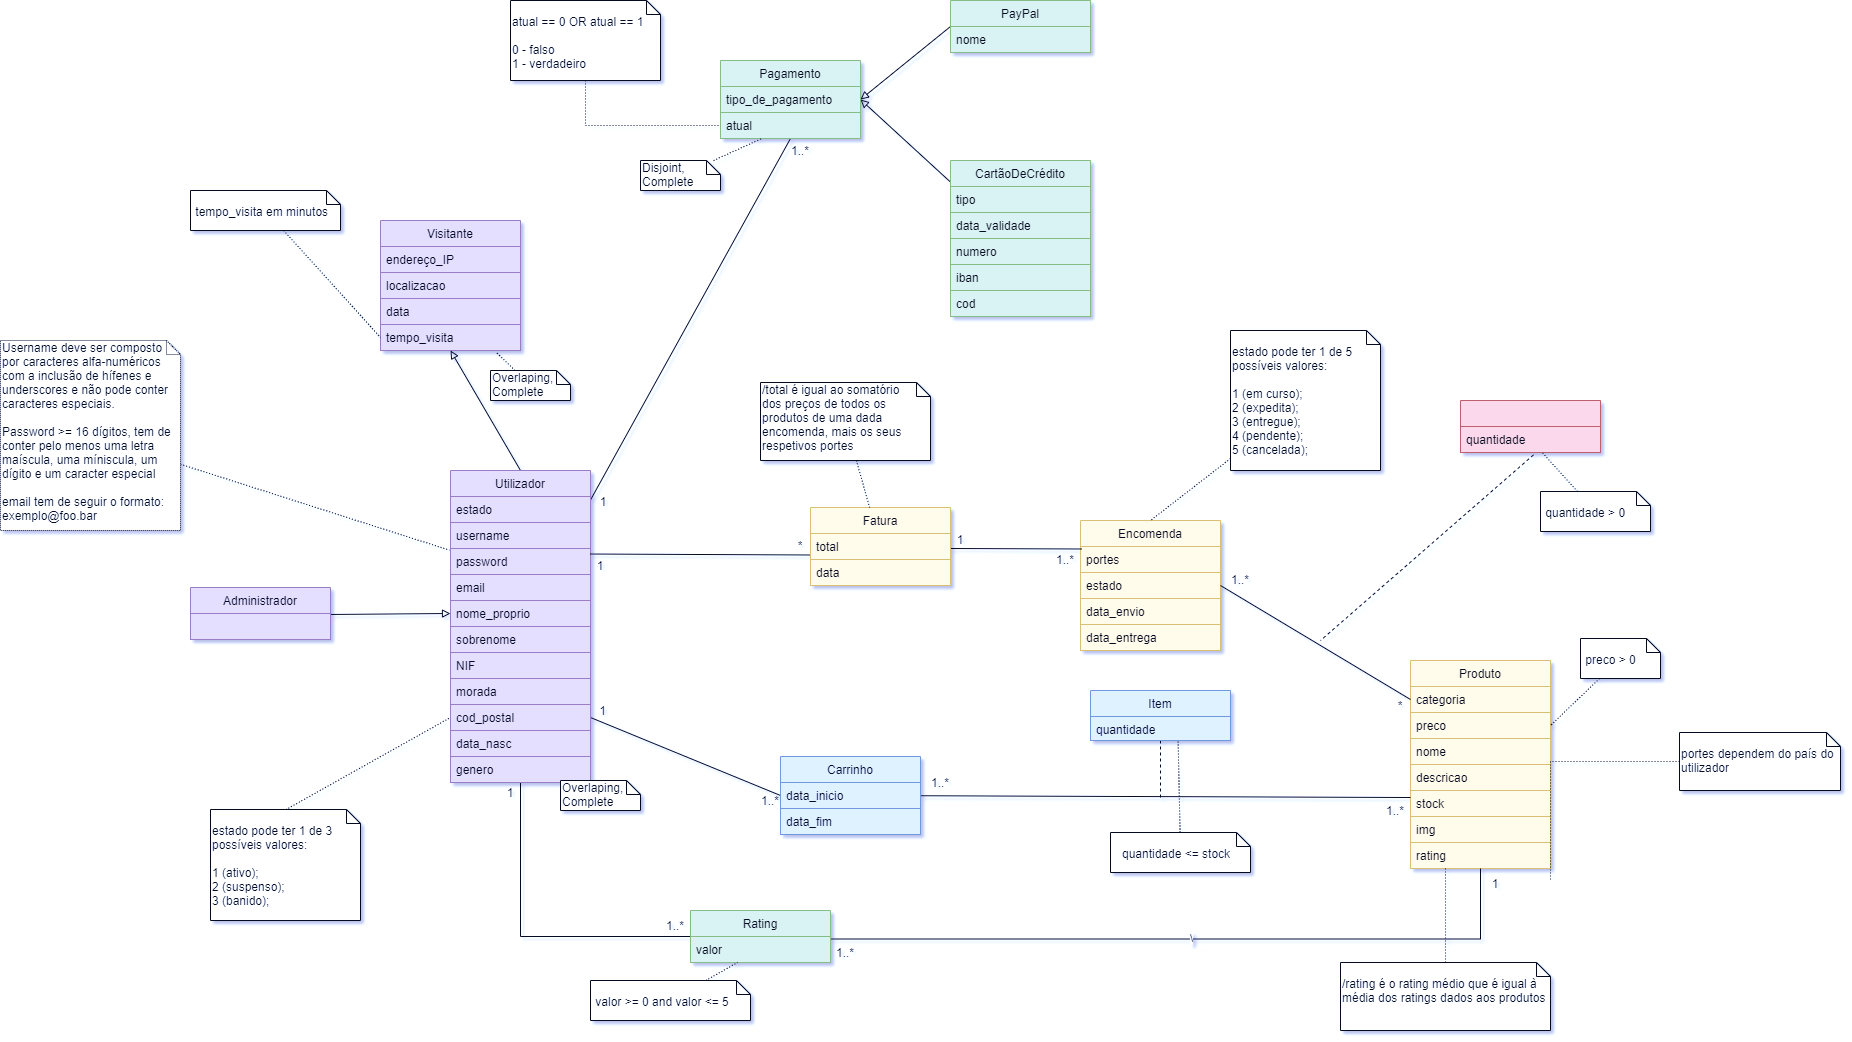 atual == 0 OR atual == 1
0 - falso
1 - verdadeiro
PayPal
nome
Pagamento
tipo_de_pagamento
atual
1..*
Disjoint,
Complete
CartãoDeCrédito
tipo
data_validade
numero
iban
cod
tempo_visita em minutos
Visitante
endereço_IP
localizacao
data
tempo_visita
Overlaping,
Complete
Username deve ser composto
por caracteres alfa-numéricos
com a inclusão de hífenes e
underscores e não pode conter
caracteres especiais.
Password >= 16 dígitos, tem de
conter pelo menos uma letra
maíscula, uma míniscula, um
dígito e um caracter especial
email tem de seguir o formato:
exemplo@foo.bar
/total é igual ao somatório
dos preços de todos os
produtos de uma dada
encomenda, mais os seus
respetivos portes
estado pode ter 1 de 5
possíveis valores:
1 (em curso);
2 (expedita);
3 (entregue);
4 (pendente);
5 (cancelada);
quantidade
quantidade > 0
Utilizador
estado
username
password
email
nome_proprio
sobrenome
NIF
morada
cod_postal
data_nasc
genero
1
1
*
Fatura
total
data
1
1..*
Encomenda
portes
estado
data_envio
data_entrega
1..*
*
Administrador
preco > 0
Produto
categoria
preco
nome
descricao
stock
img
rating
portes dependem do país do
utilizador
Item
quantidade
1
1..*
Carrinho
data_inicio
data_fim
1..*
1..*
quantidade <= stock
Overlaping,
Complete
1
estado pode ter 1 de 3
possíveis valores:
1 (ativo);
2 (suspenso);
3 (banido);
1
1..*
Rating
valor
1..*
valor >= 0 and valor <= 5
/rating é o rating médio que é igual à
média dos ratings dados aos produtos